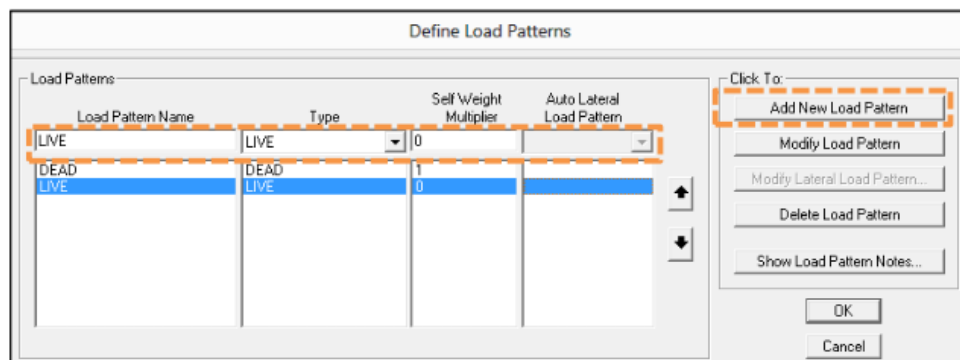 Define Load Patterns
Load Patterns
Click To:
Load Pattern Name Type Self Weight Multiplier Auto Lateral Load Pattern
LIVE LIVE 0
DEAD DEAD 1
LIVE LIVE 0
Add New Load Pattern
Modify Load Pattern
Modify Lateral Load Pattern...
Delete Load Pattern
Show Load Pattern Notes...
OK
Cancel